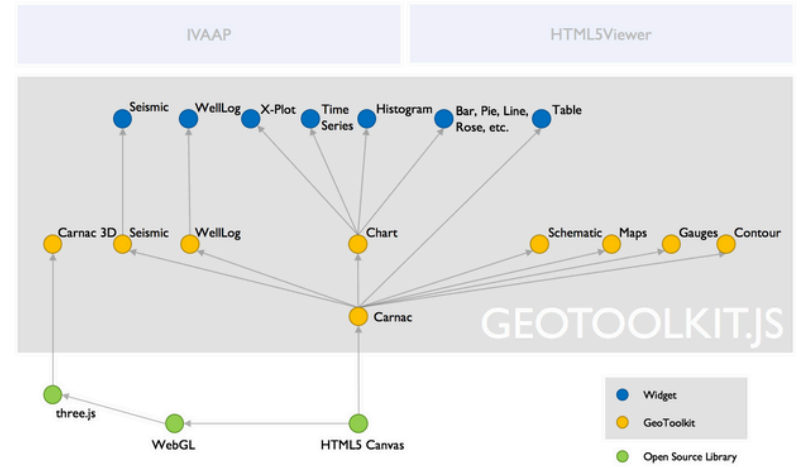 IVAAP
HTML5Viewer
Seismic
WellLog
X-Plot
Time
Series
Histogram
Bar, Pie, Line,
Rose, etc.
Table
Carnac 3D
Seismic
WellLog
Chart
Schematic
Maps
Gauges
Contour
Carnac
GEOTOOLKIT.JS
three.js
WebGL
HTML5 Canvas
Widget
GeoToolkit
Open Source Library